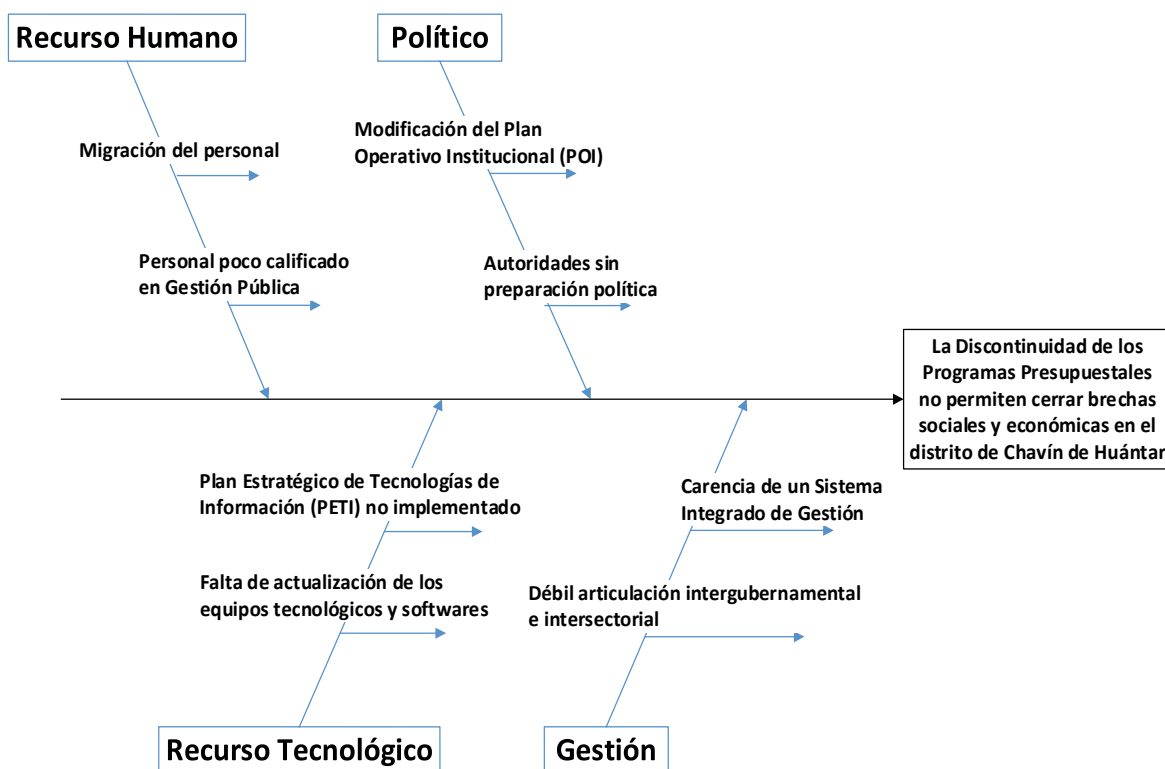 Recurso Humano
Político
Migración del personal
Modificación del Plan
Operativo Institucional (POI)
Personal poco calificado
en Gestión Pública
Autoridades sin
preparación política
La Discontinuidad de los
Programas Presupuestales
no permiten cerrar brechas
sociales y económicas en el
distrito de Chavín de Huántar
Plan Estratégico de Tecnologías de
Información (PETI) no implementado
Carencia de un Sistema
Integrado de Gestión
Falta de actualización de los
equipos tecnológicos y softwares
Débil articulación intergubernamental
e intersectorial
Recurso Tecnológico
Gestión